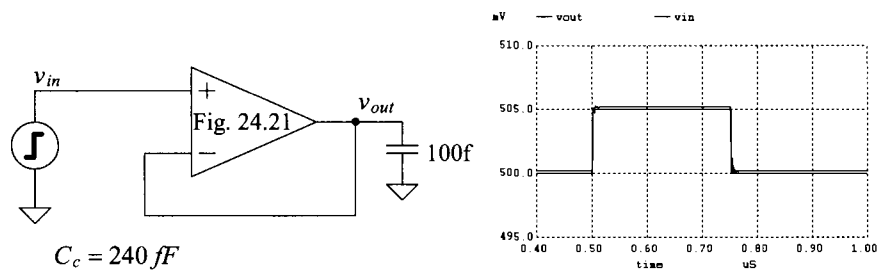 v_in
+
Fig. 24.21
−
v_out
100f
C_c = 240 fF
mV — vout — vin
510.0
505.0
500.0
495.0
0.40 0.50 0.60 0.70 0.80 0.90 1.00
time uS